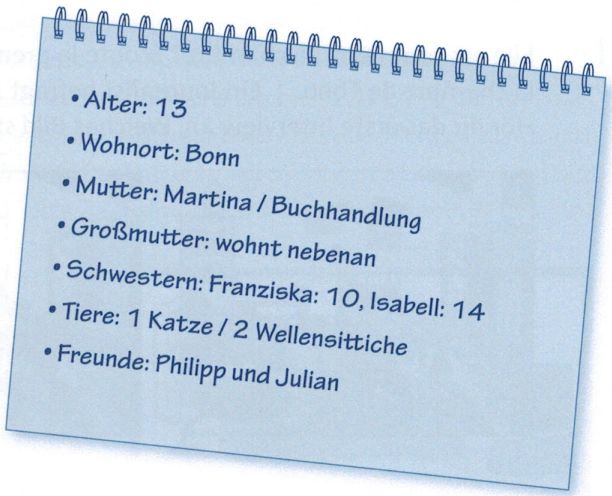 • Alter: 13
• Wohnort: Bonn
• Mutter: Martina / Buchhandlung
• Großmutter: wohnt nebenan
• Schwestern: Franziska: 10, Isabell: 14
• Tiere: 1 Katze / 2 Wellensittiche
• Freunde: Philipp und Julian